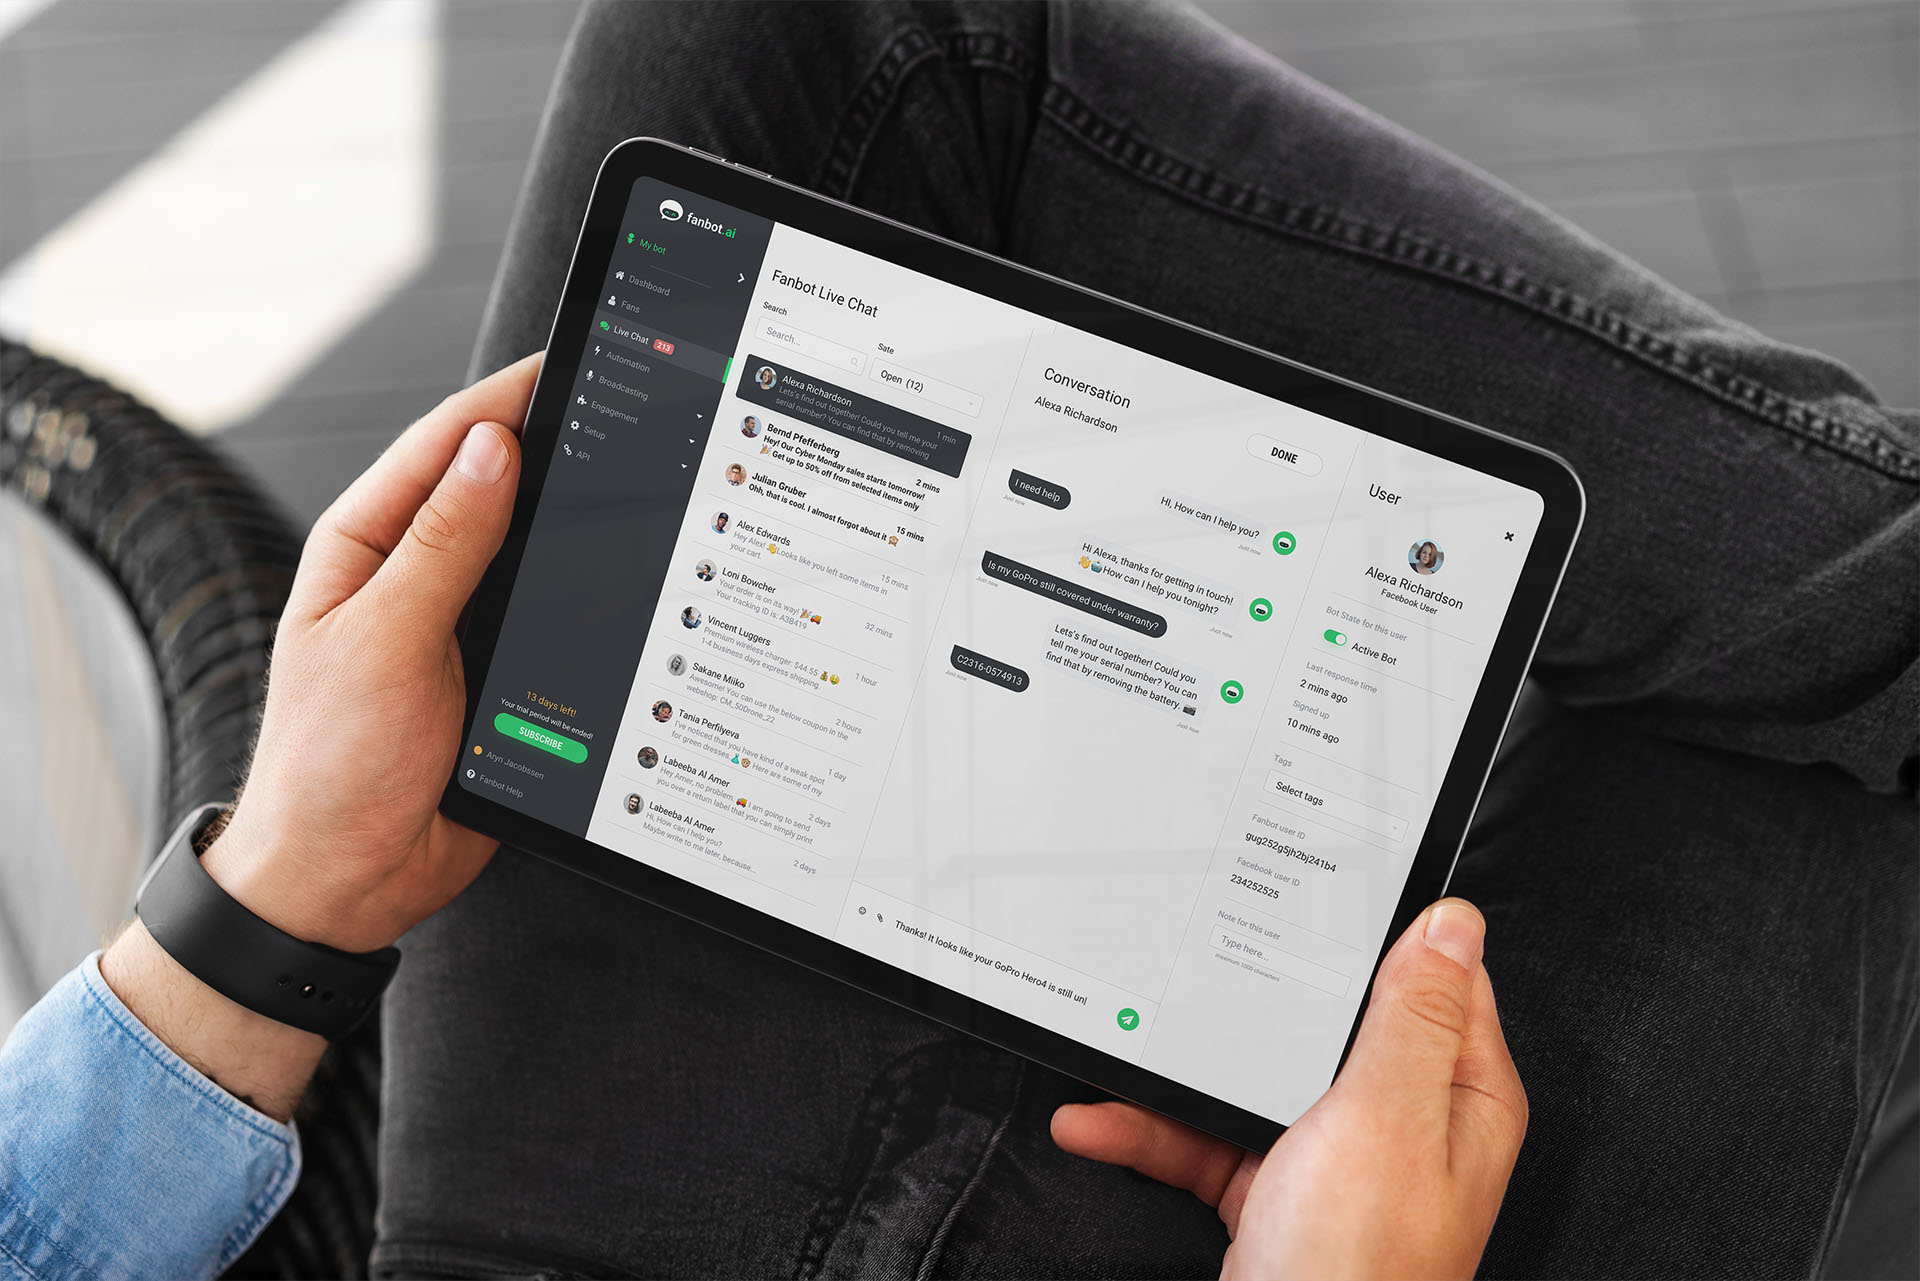 fanbot.ai
My bot
Dashboard
Fans
Live Chat 213
Automation
Broadcasting
Engagement
Setup
API
13 days left!
Your trial period will be ended!
SUBSCRIBE
Aryn Jacobssen
Fanbot Help
Fanbot Live Chat
Search
Search...
Sate
Open (12)
Alexa Richardson
1 min
Lets's find out together! Could you tell me your
serial number? You can find that by removing
Bernd Pfefferberg
2 mins
Hey! Our Cyber Monday sales starts tomorrow!
🎉 Get up to 50% off from selected items only
Julian Gruber
15 mins
Ohh, that is cool. I almost forgot about it 🙈
Alex Edwards
15 mins
Hey Alex! 👋Looks like you left some items in
your cart.
Loni Bowcher
32 mins
Your order is on its way! 🎉🚚
Your tracking ID is: A3B419
Vincent Luggers
1 hour
Premium wireless charger: $44.55 💰🤑
1-4 business days express shipping.
Sakane Miiko
2 hours
Awesome! You can use the below coupon in the
webshop: CM_50Drone_22
Tania Perfilyeva
1 day
I've noticed that you have kind of a weak spot
for green dresses.👗🙊 Here are some of my
Labeeba Al Amer
2 days
Hey Amer, no problem. 🚚 I am going to send
you over a return label that you can simply print
Labeeba Al Amer
2 days
Hi, How can I help you?
Maybe write to me later, because...
Conversation
Alexa Richardson
DONE
I need help
Just now
Hi, How can I help you?
Just now
Hi Alexa, thanks for getting in touch!
👋🤖How can I help you tonight?
Just now
Is my GoPro still covered under warranty?
Just now
Lets's find out together! Could you
tell me your serial number? You can
find that by removing the battery. 📷
Just now
C2316-0574913
Just now
Thanks! It looks like your GoPro Hero4 is still un|
User
Alexa Richardson
Facebook User
Bot State for this user
Active Bot
Last response time
2 mins ago
Signed up
10 mins ago
Tags
Select tags
Fanbot user ID
gug252g5jh2bj241b4
Facebook user ID
234252525
Note for this user
Type here...
maximum 1000 characters